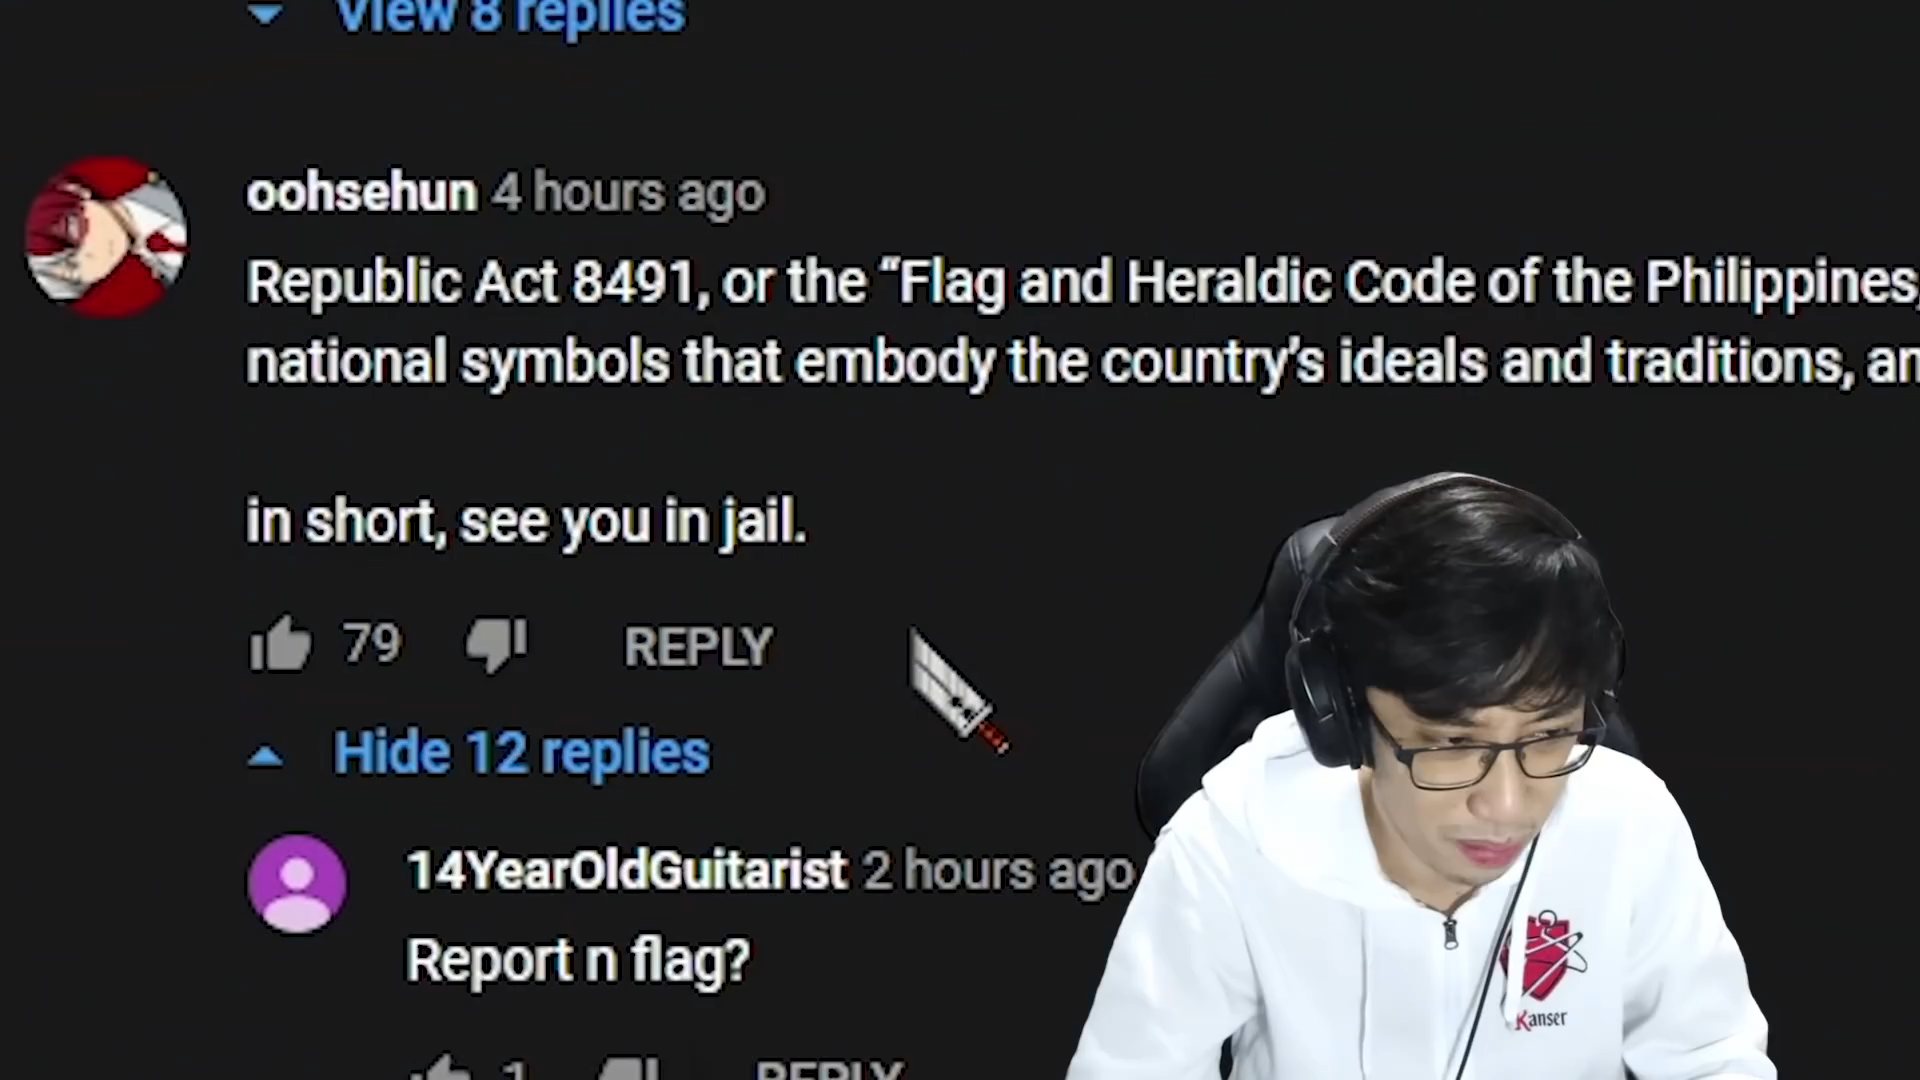 View 8 replies
oohsehun 4 hours ago
Republic Act 8491, or the “Flag and Heraldic Code of the Philippines,
national symbols that embody the country’s ideals and traditions, an
in short, see you in jail.
79 REPLY
Hide 12 replies
14YearOldGuitarist 2 hours ago
Report n flag?
Kanser
1 REPLY